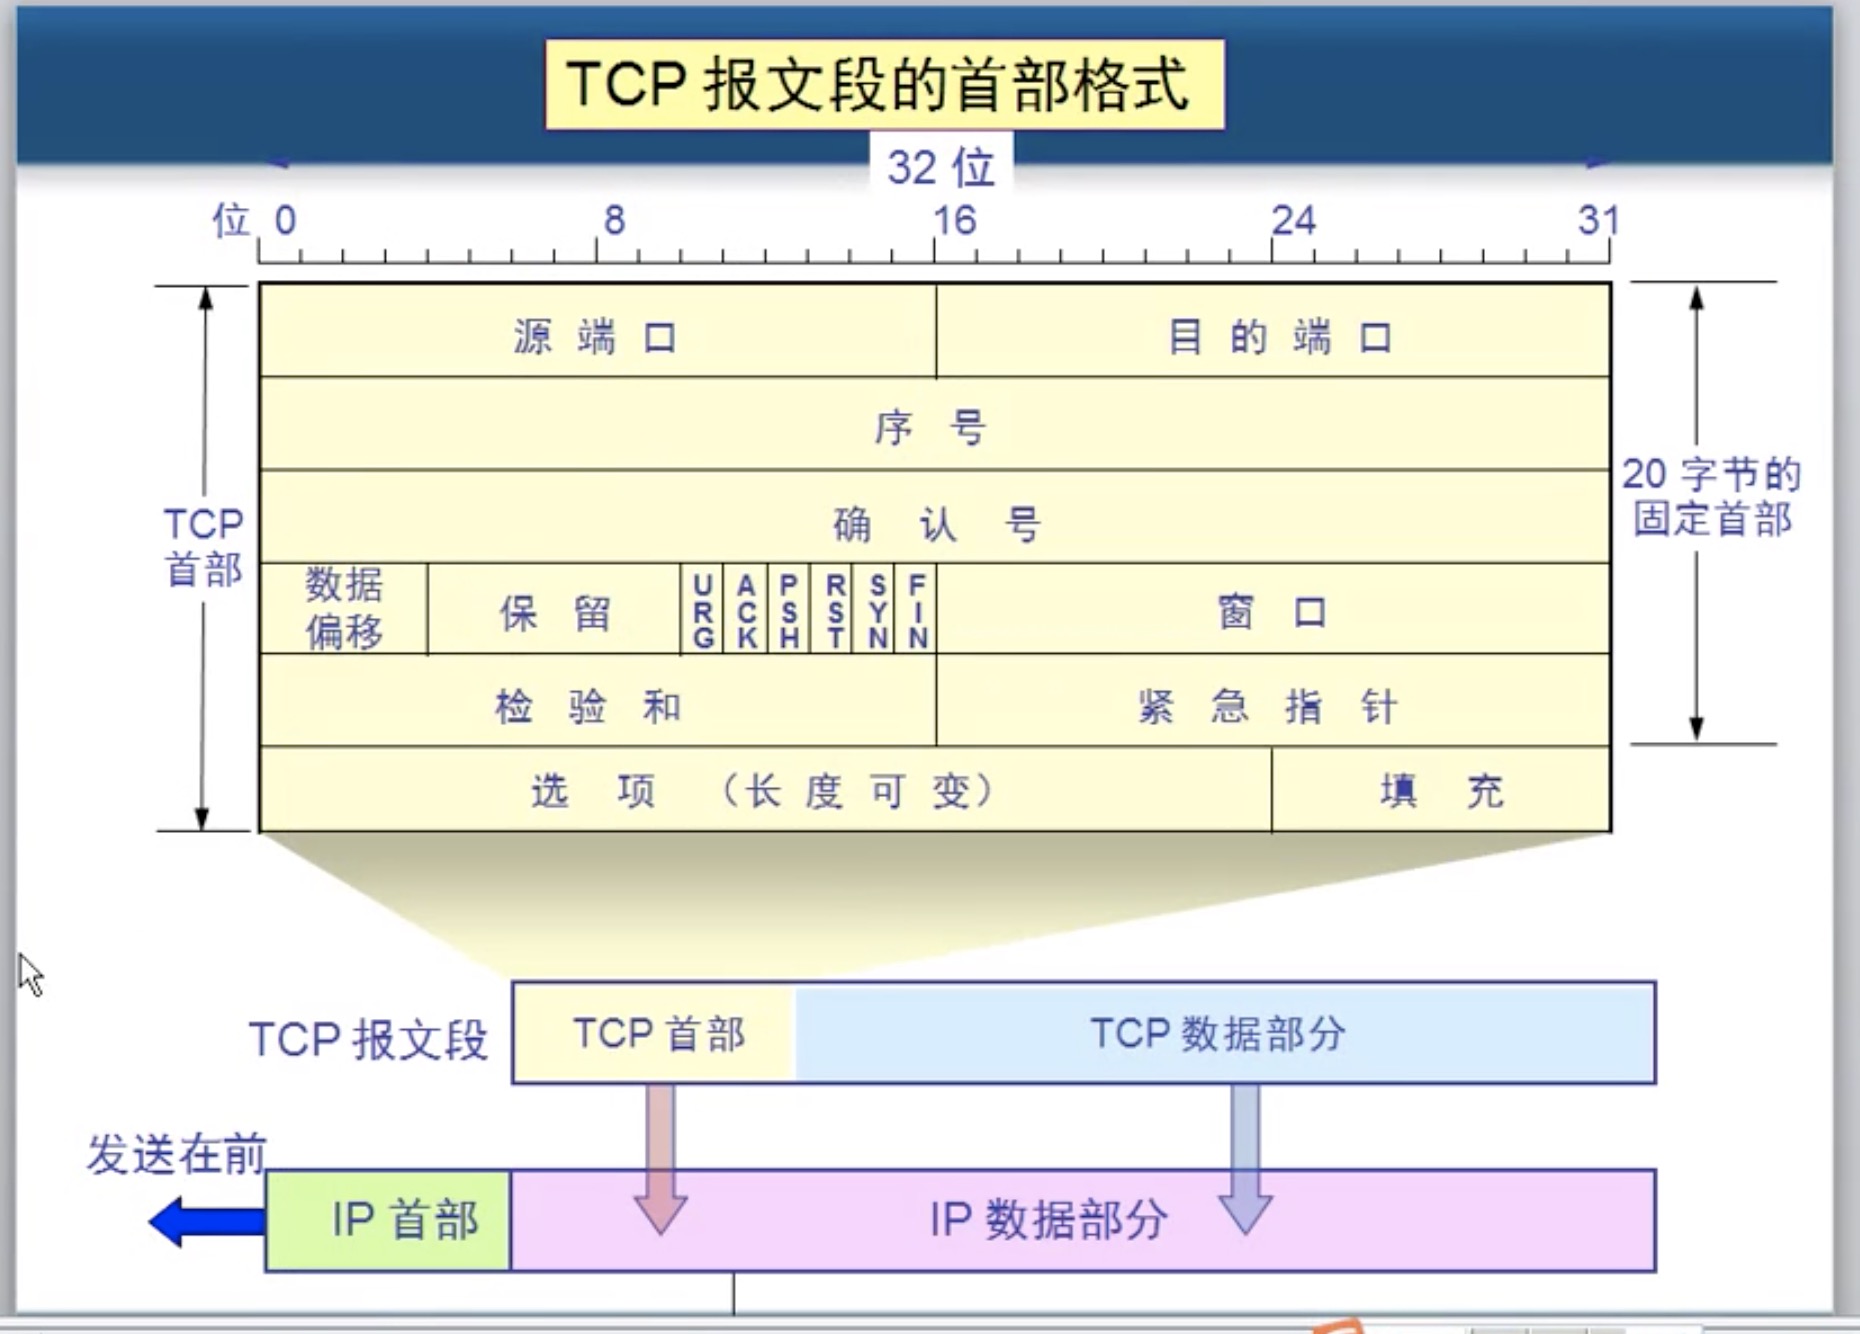 TCP 报文段的首部格式
32 位
位 0 8 16 24 31
源 端 口 目 的 端 口
序 号
确 认 号
TCP
首部
20 字节的
固定首部
数据
偏移
保 留
URG
ACK
PSH
RST
SYN
FIN
窗 口
检 验 和 紧 急 指 针
选 项 （长 度 可 变） 填 充
TCP 报文段 TCP 首部 TCP 数据部分
发送在前
IP 首部 IP 数据部分